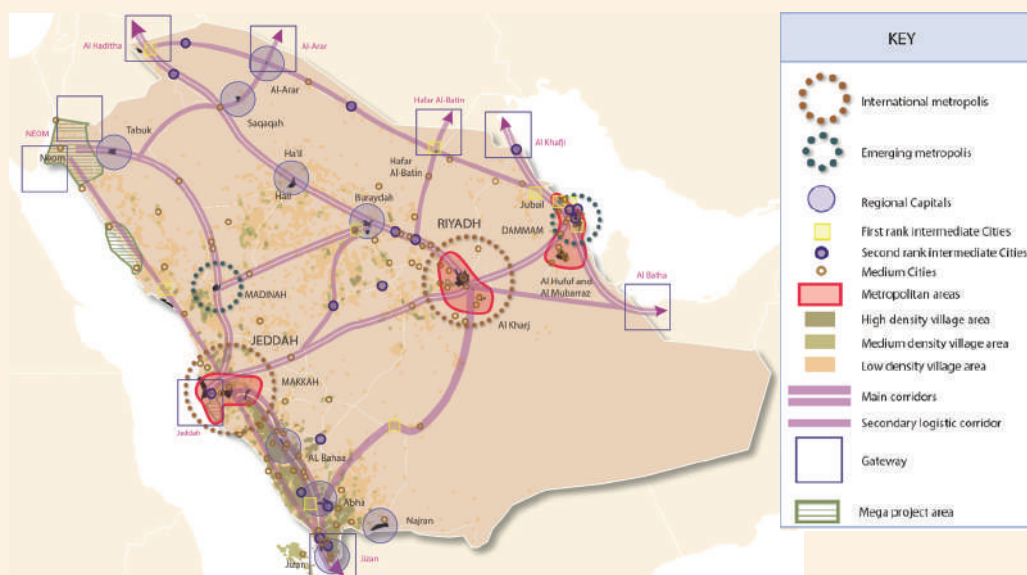 Al Haditha
Al-Arar
Al-Arar
Saqaqah
Hafar Al-Batin
NEOM
Tabuk
Neom
Al Khafji
Ha'il
Hail
Hafar
Al-Batin
Buraydah
Jubail
RIYADH
DAMMAM
MADINAH
Al Hufuf and
Al Mubarraz
Al Batha
Al Kharj
JEDDAH
MAKKAH
Jeddah
AL Bahaa
Abha
Najran
Jizan
Jizan
KEY
International metropolis
Emerging metropolis
Regional Capitals
First rank intermediate Cities
Second rank intermediate Cities
Medium Cities
Metropolitan areas
High density village area
Medium density village area
Low density village area
Main corridors
Secondary logistic corridor
Gateway
Mega project area